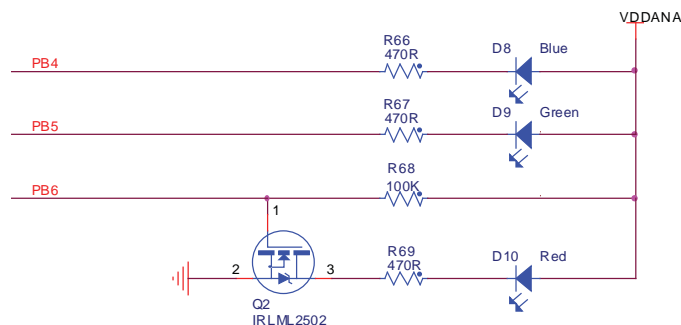 VDDANA
R66
470R
D8 Blue
PB4
R67
470R
D9 Green
PB5
R68
100K
PB6
1
R69
470R
D10 Red
2 3
Q2
IRLML2502